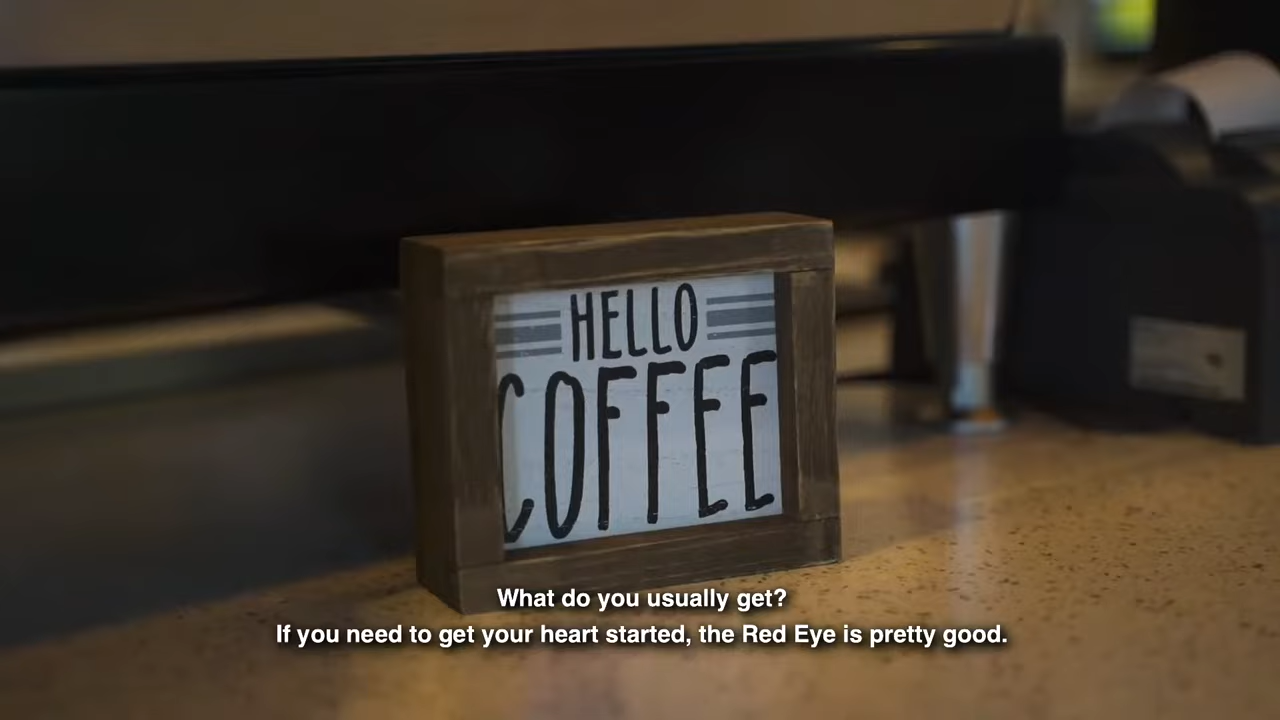 HELLO
COFFEE
What do you usually get?
If you need to get your heart started, the Red Eye is pretty good.